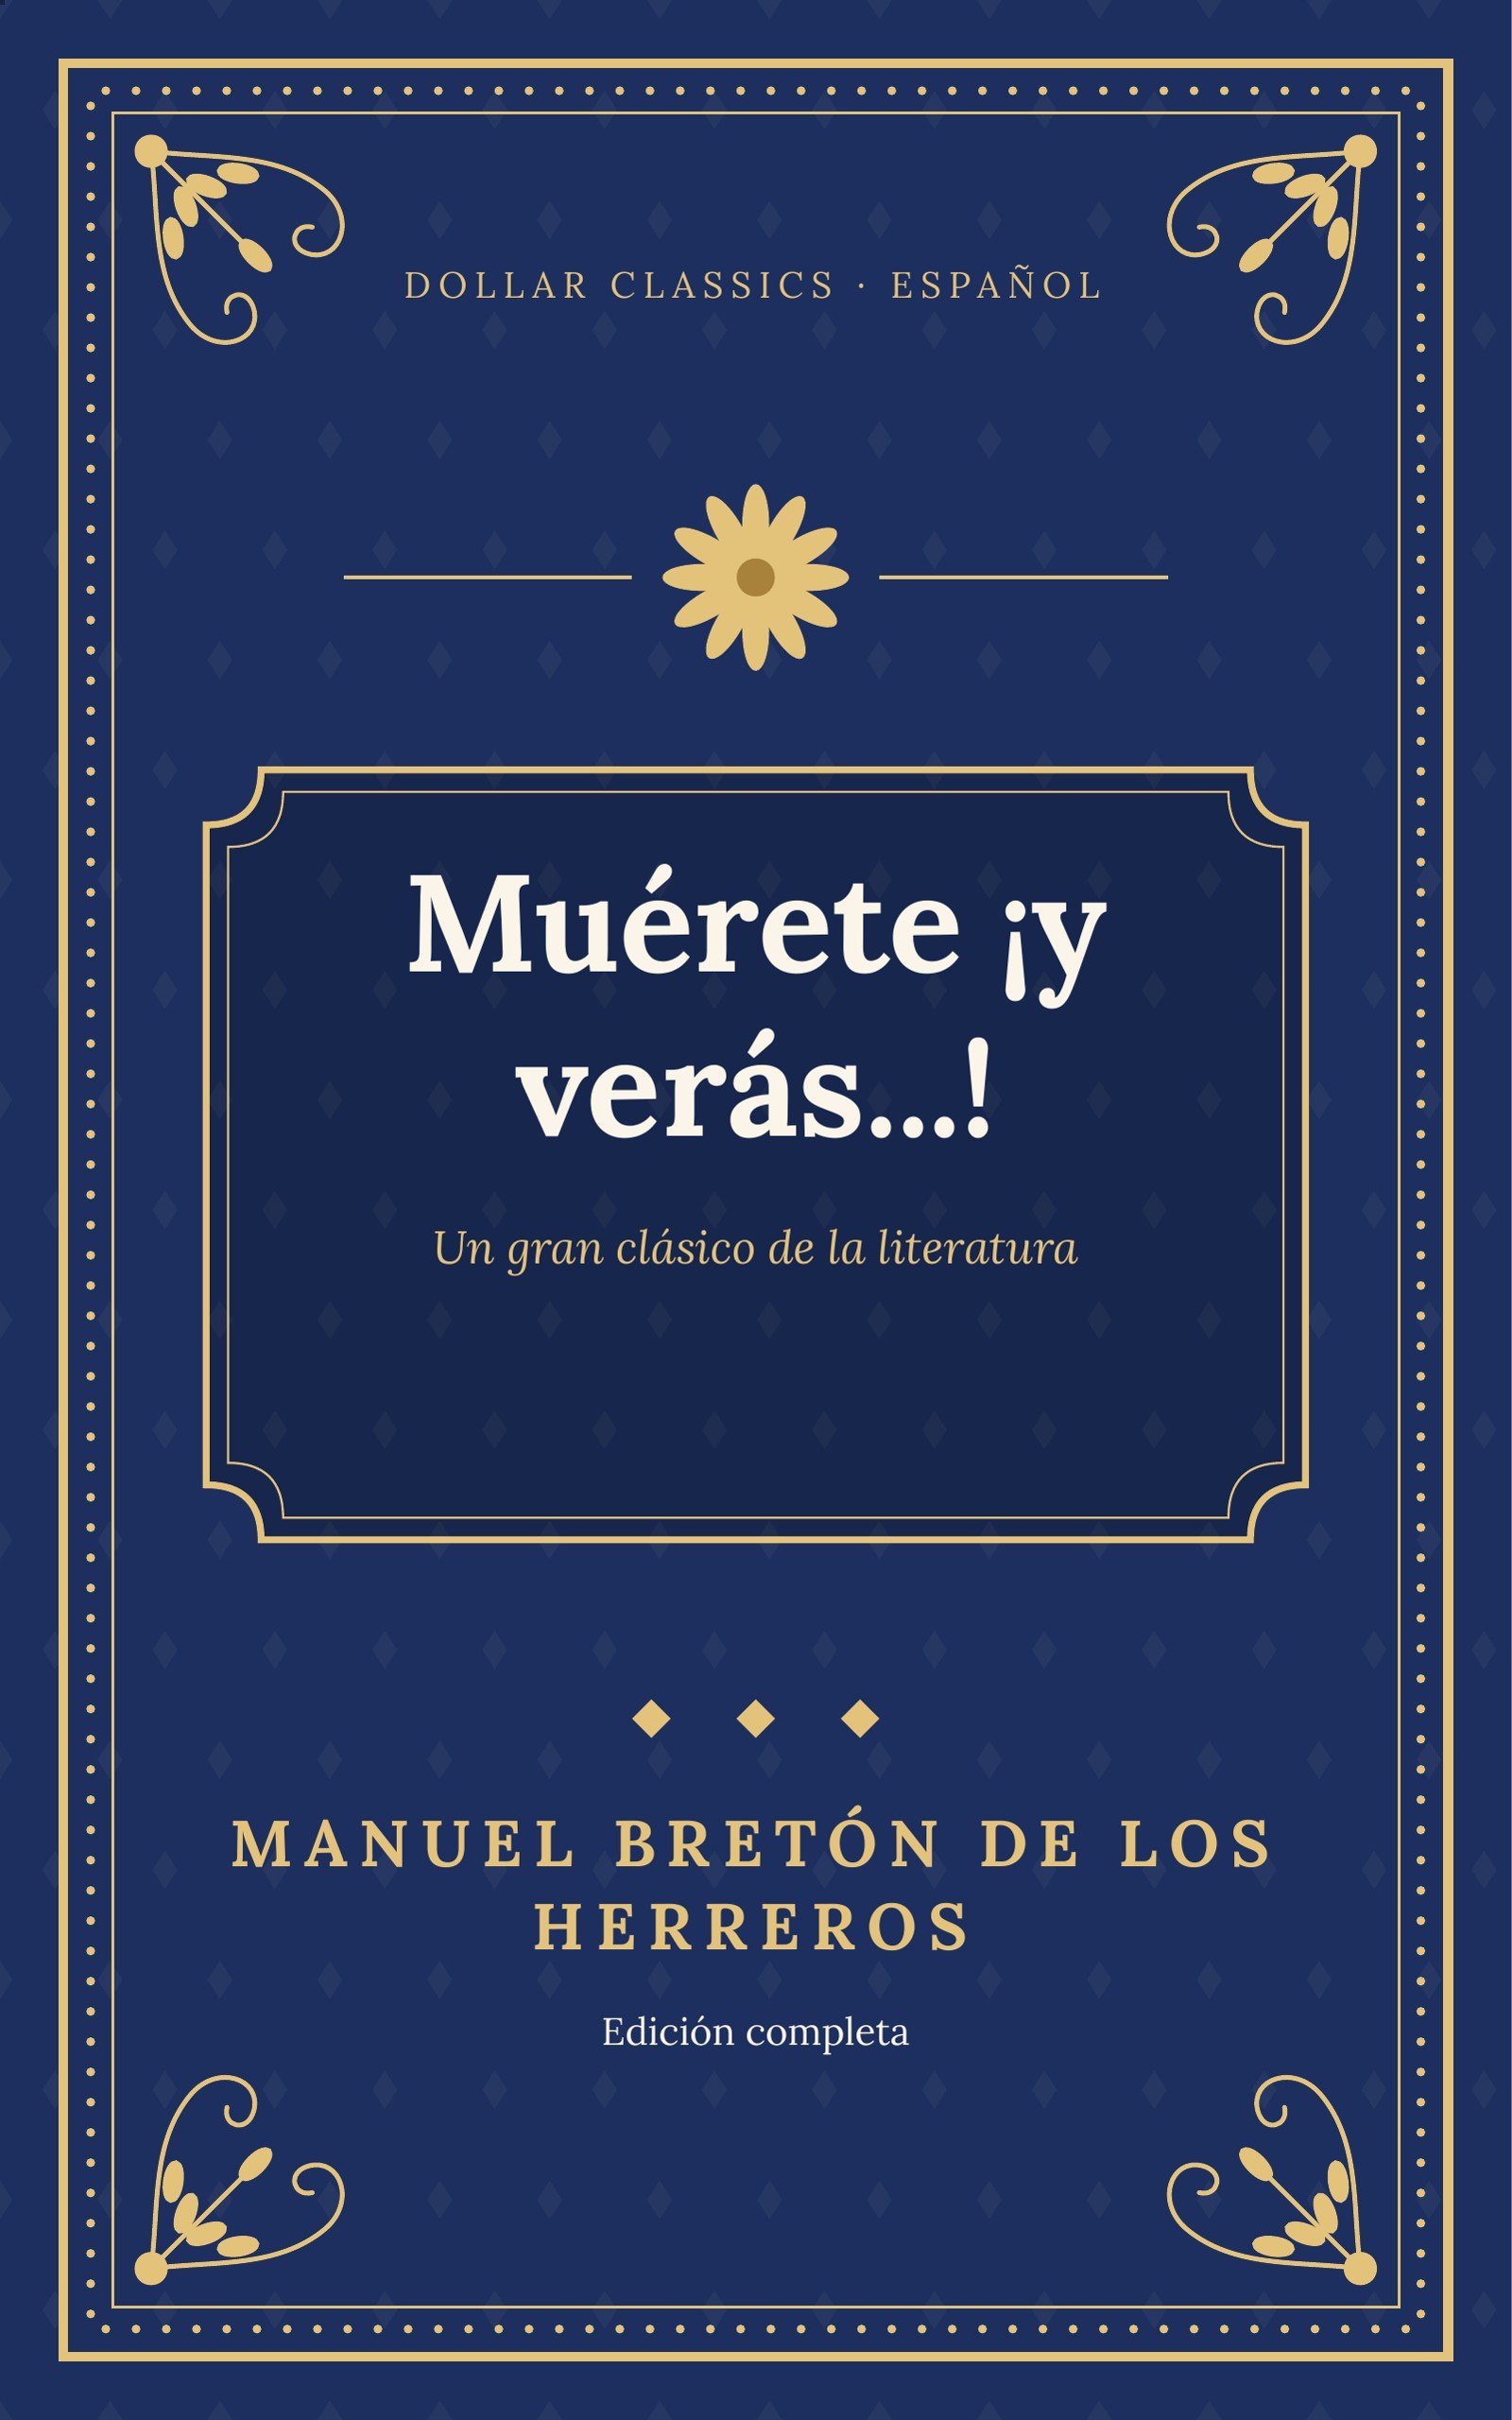 DOLLAR CLASSICS · ESPAÑOL
Muérete ¡y
verás...!
Un gran clásico de la literatura
MANUEL BRETÓN DE LOS
HERREROS
Edición completa